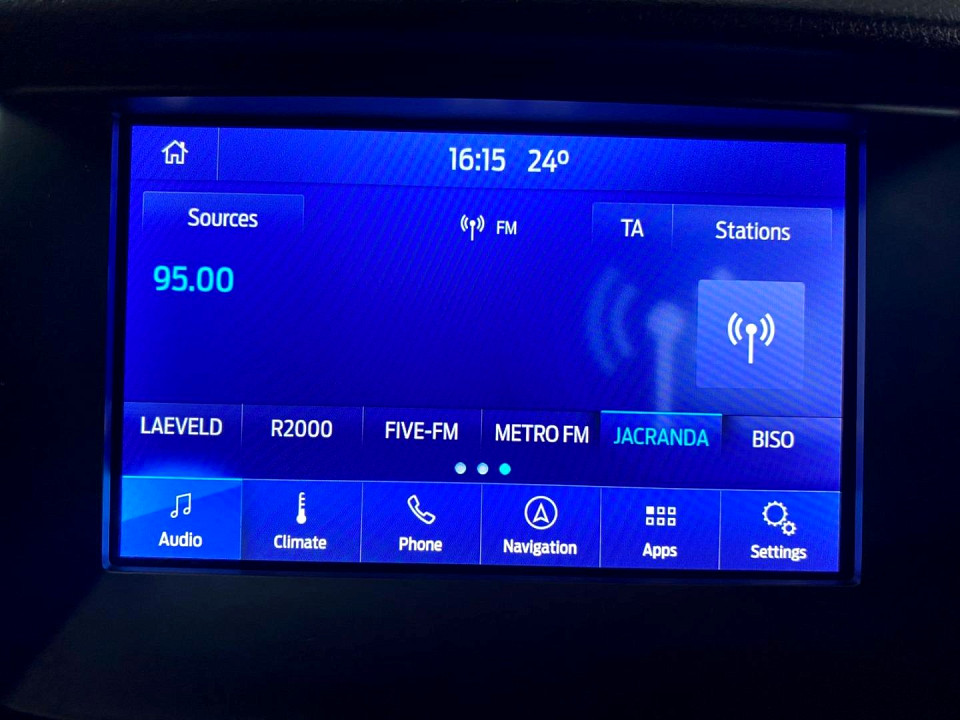 16:15 24º
Sources FM TA Stations
95.00
LAEVELD R2000 FIVE-FM METRO FM JACRANDA BISO
Audio Climate Phone Navigation Apps Settings